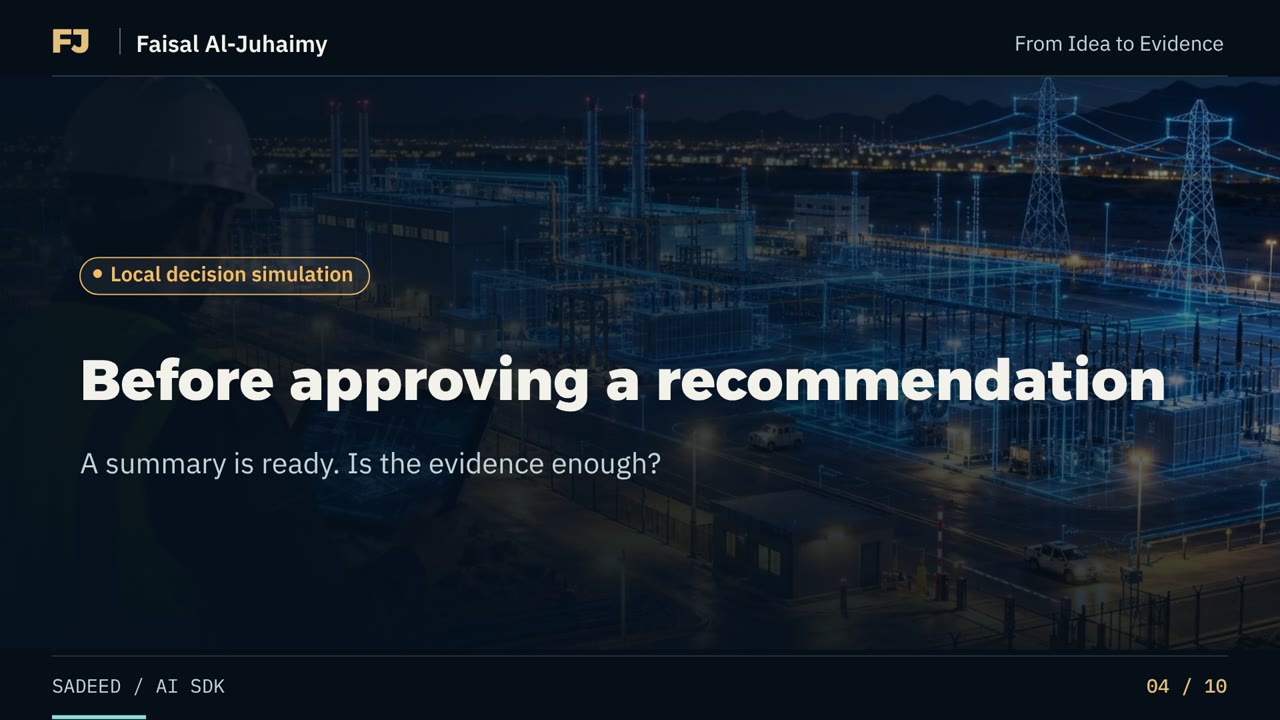 FJ
Faisal Al-Juhaimy
From Idea to Evidence
Local decision simulation
Before approving a recommendation
A summary is ready. Is the evidence enough?
SADEED / AI SDK
04 / 10